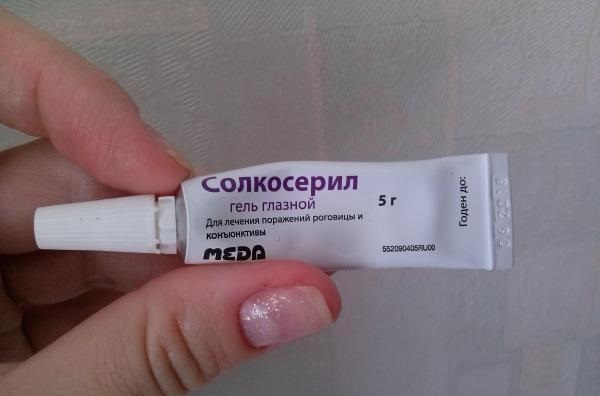 Солкосерил
гель глазной
5 г
Для лечения поражений роговицы и
конъюнктивы
MEDA
552090405RU00
Годен до: